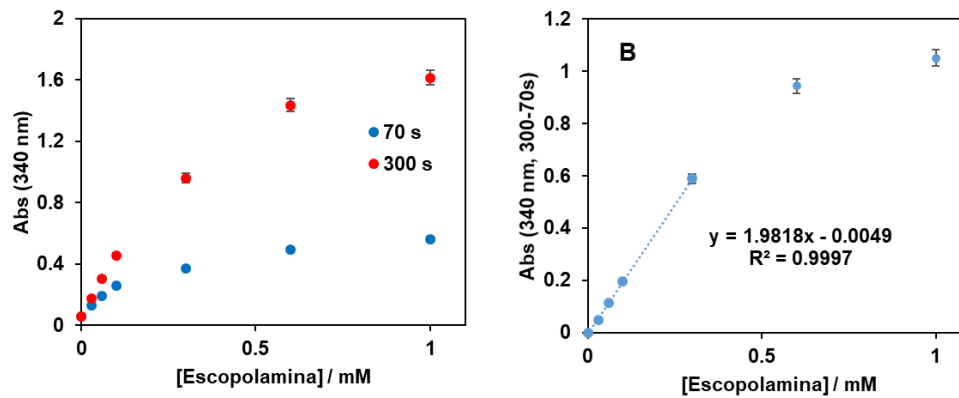 2
1.6
1.2
0.8
0.4
0
0
0.5
1
Abs (340 nm)
[Escopolamina] / mM
70 s
300 s
B
1.2
1
0.8
0.6
0.4
0.2
0
0
0.5
1
Abs (340 nm, 300-70s)
[Escopolamina] / mM
y = 1.9818x - 0.0049
R² = 0.9997